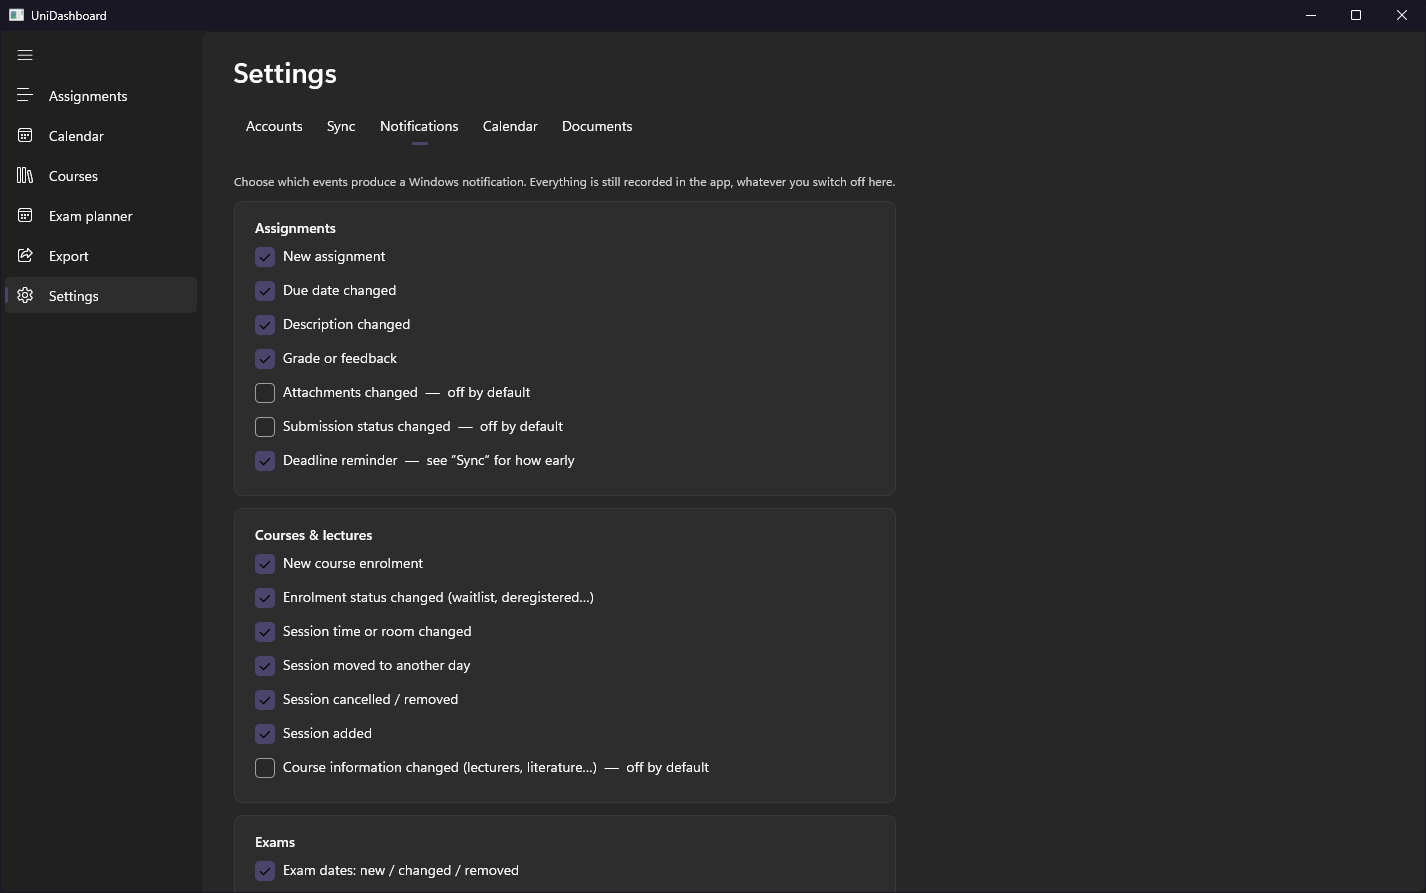 UniDashboard
Assignments
Calendar
Courses
Exam planner
Export
Settings
Settings
Accounts Sync Notifications Calendar Documents
Choose which events produce a Windows notification. Everything is still recorded in the app, whatever you switch off here.
Assignments
New assignment
Due date changed
Description changed
Grade or feedback
Attachments changed — off by default
Submission status changed — off by default
Deadline reminder — see “Sync” for how early
Courses & lectures
New course enrolment
Enrolment status changed (waitlist, deregistered…)
Session time or room changed
Session moved to another day
Session cancelled / removed
Session added
Course information changed (lecturers, literature…) — off by default
Exams
Exam dates: new / changed / removed